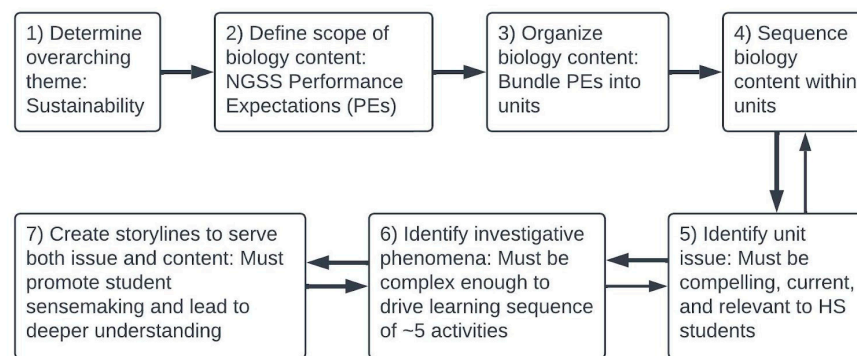 1) Determine
overarching
theme:
Sustainability
2) Define scope of
biology content:
NGSS Performance
Expectations (PEs)
3) Organize
biology content:
Bundle PEs into
units
4) Sequence
biology
content within
units
5) Identify unit
issue: Must be
compelling, current,
and relevant to HS
students
6) Identify investigative
phenomena: Must be
complex enough to
drive learning sequence
of ~5 activities
7) Create storylines to serve
both issue and content: Must
promote student
sensemaking and lead to
deeper understanding